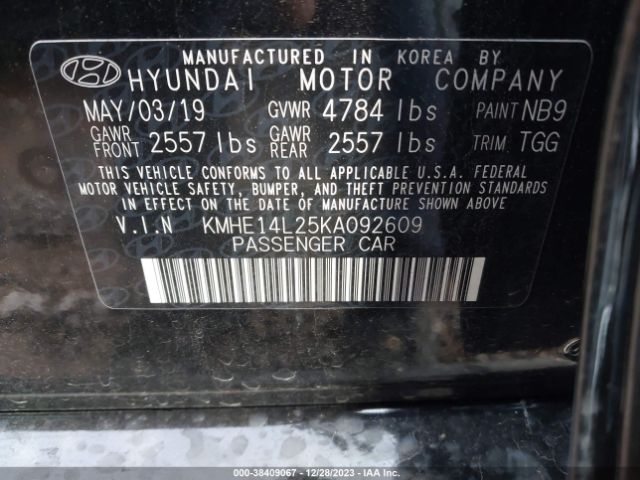 MANUFACTURED IN KOREA BY
HYUNDAI MOTOR COMPANY
MAY/03/19 GVWR 4784 lbs PAINT NB9
GAWR FRONT 2557 lbs GAWR REAR 2557 lbs TRIM TGG
THIS VEHICLE CONFORMS TO ALL APPLICABLE U.S.A. FEDERAL
MOTOR VEHICLE SAFETY, BUMPER, AND THEFT PREVENTION STANDARDS
IN EFFECT ON THE DATE OF MANUFACTURE SHOWN ABOVE
V.I.N KMHE14L25KA092609
PASSENGER CAR
000-38409067 - 12/28/2023 - IAA Inc.